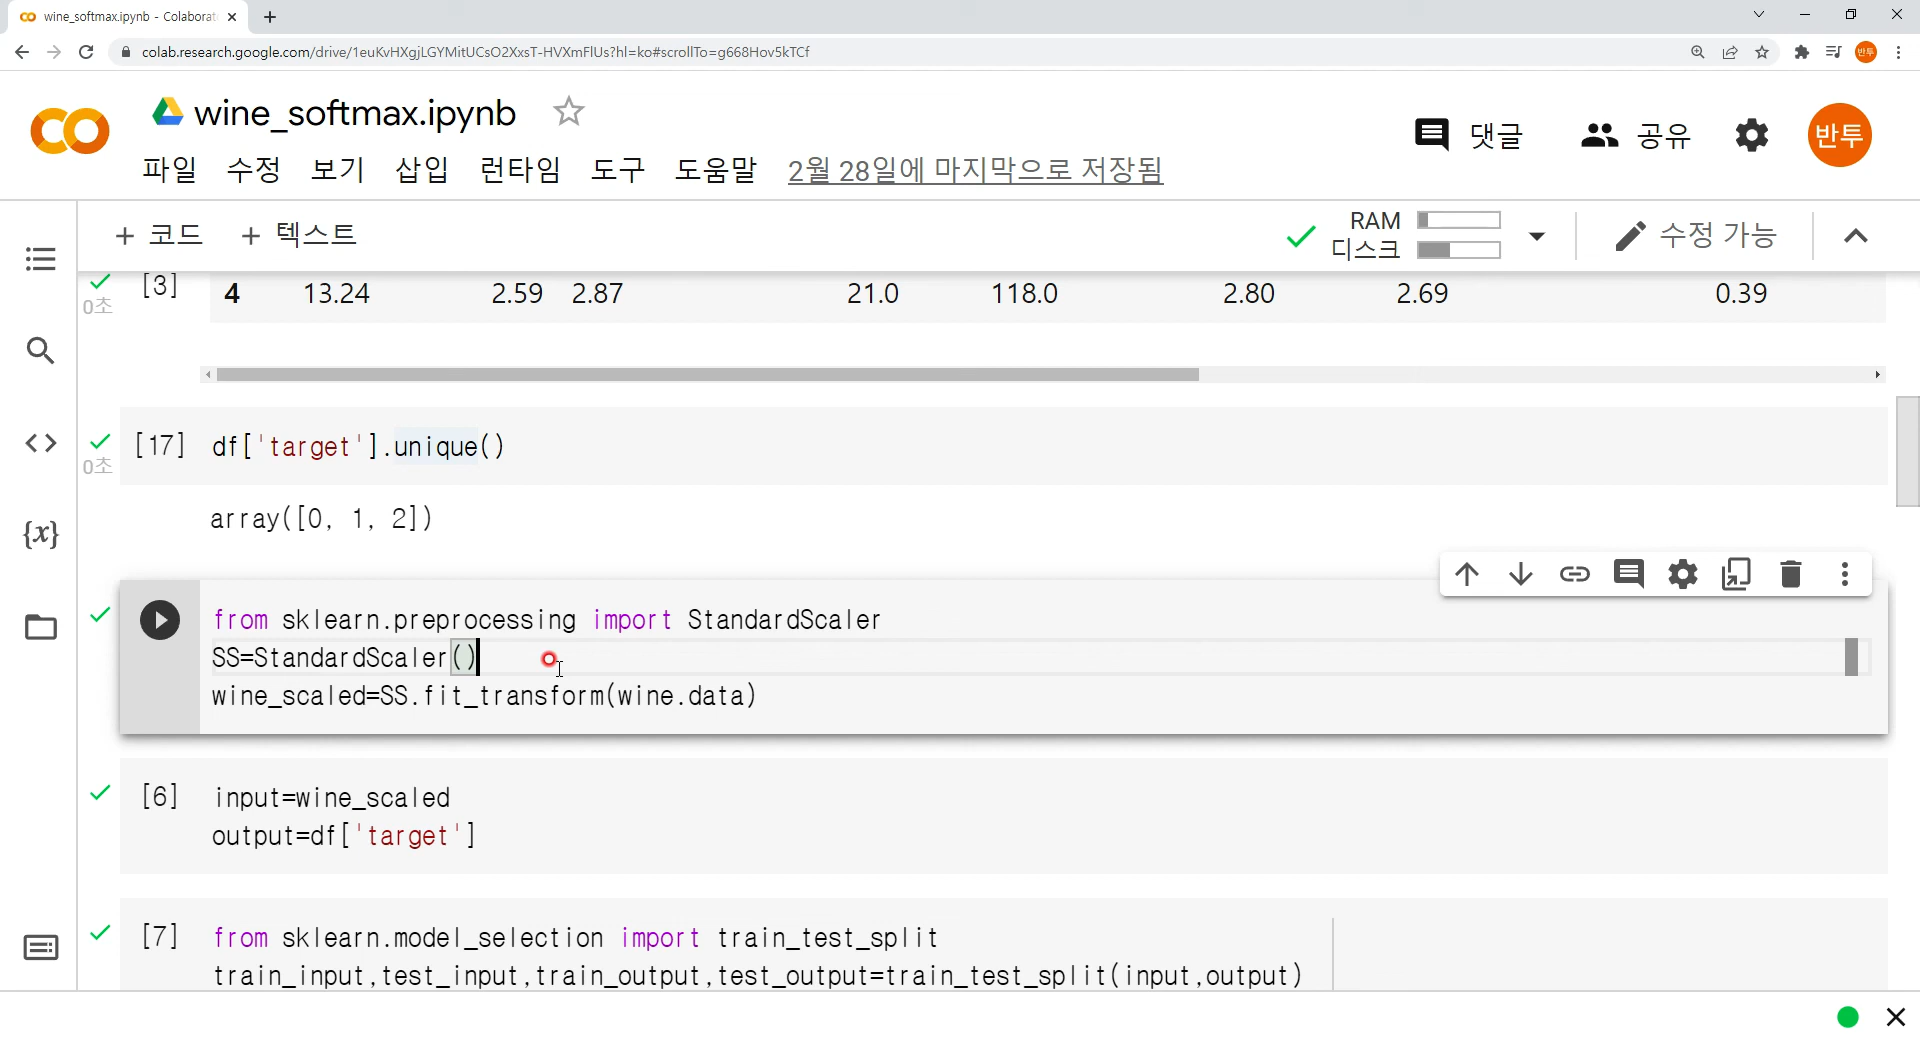 wine_softmax.ipynb - Colaborat
colab.research.google.com/drive/1euKvHXgjLGYMitUCsO2XxsT-HVXmFlUs?hl=ko#scrollTo=g668Hov5kTCf
반투
wine_softmax.ipynb
댓글
공유
반투
파일 수정 보기 삽입 런타임 도구 도움말 2월 28일에 마지막으로 저장됨
+ 코드 + 텍스트
RAM
디스크
수정 가능
0초
[3]
4 13.24 2.59 2.87 21.0 118.0 2.80 2.69 0.39
0초
[17] df['target'].unique()
array([0, 1, 2])
{x}
from sklearn.preprocessing import StandardScaler
SS=StandardScaler()
wine_scaled=SS.fit_transform(wine.data)
[6] input=wine_scaled
output=df['target']
[7] from sklearn.model_selection import train_test_split
train_input,test_input,train_output,test_output=train_test_split(input,output)